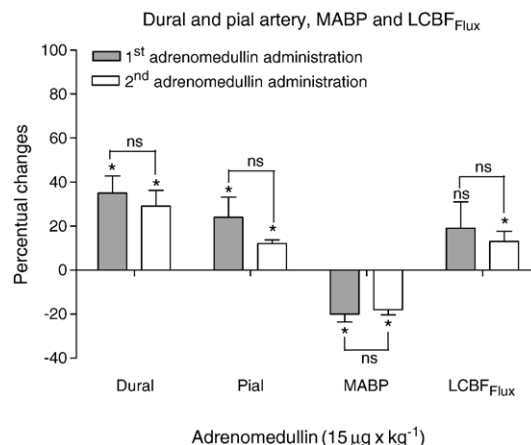 Dural and pial artery, MABP and LCBFFlux
1st adrenomedullin administration
2nd adrenomedullin administration
Percentual changes
100
80
60
40
20
0
-20
-40
ns
* *
ns
* *
* *
ns
ns
ns *
Dural Pial MABP LCBFFlux
Adrenomedullin (15 μg x kg-1)